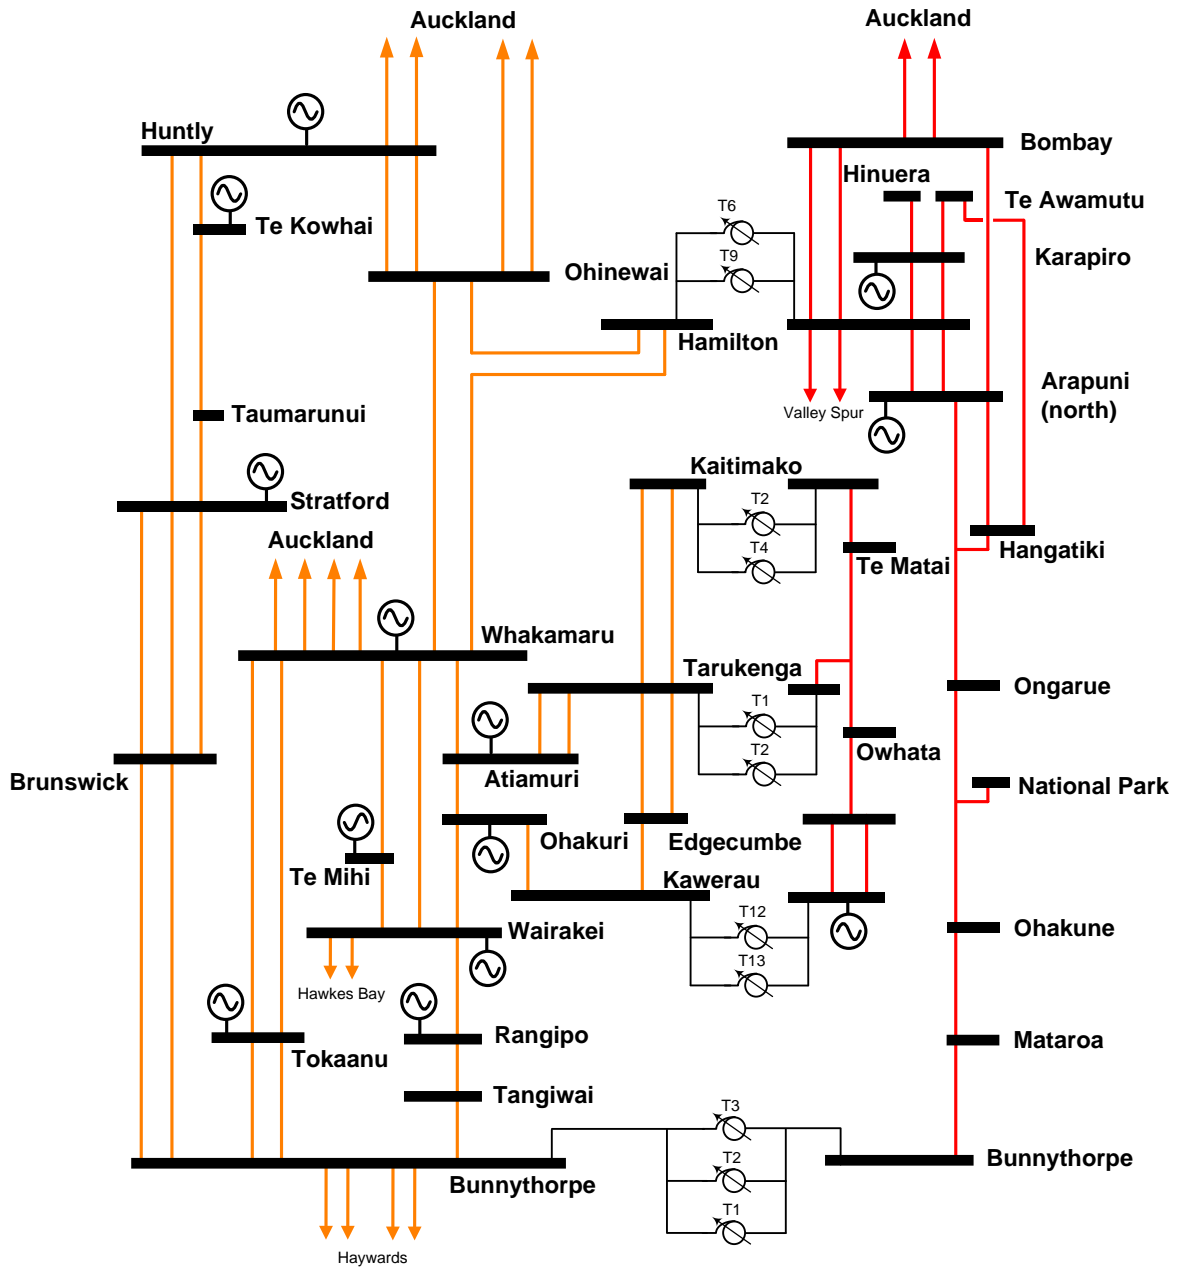 Auckland
Auckland
Huntly
Bombay
Hinuera
Te Kowhai
T6
Te Awamutu
T9
Karapiro
Ohinewai
Hamilton
Arapuni
(north)
Taumarunui
Valley Spur
Kaitimako
Stratford
T2
Auckland
T4
Hangatiki
Te Matai
Whakamaru
Tarukenga
Ongarue
T1
Owhata
T2
Atiamuri
Brunswick
National Park
Ohakuri
Edgecumbe
Te Mihi
Kawerau
T12
Wairakei
Ohakune
T13
Hawkes Bay
Rangipo
Mataroa
Tokaanu
Tangiwai
T3
T2
Bunnythorpe
Bunnythorpe
T1
Haywards